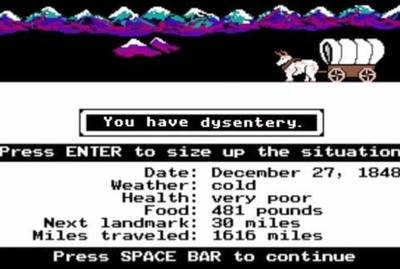 You have dysentery.
Press ENTER to size up the situation
Date: December 27, 1848
Weather: cold
Health: very poor
Food: 481 pounds
Next landmark: 30 miles
Miles traveled: 1616 miles
Press SPACE BAR to continue